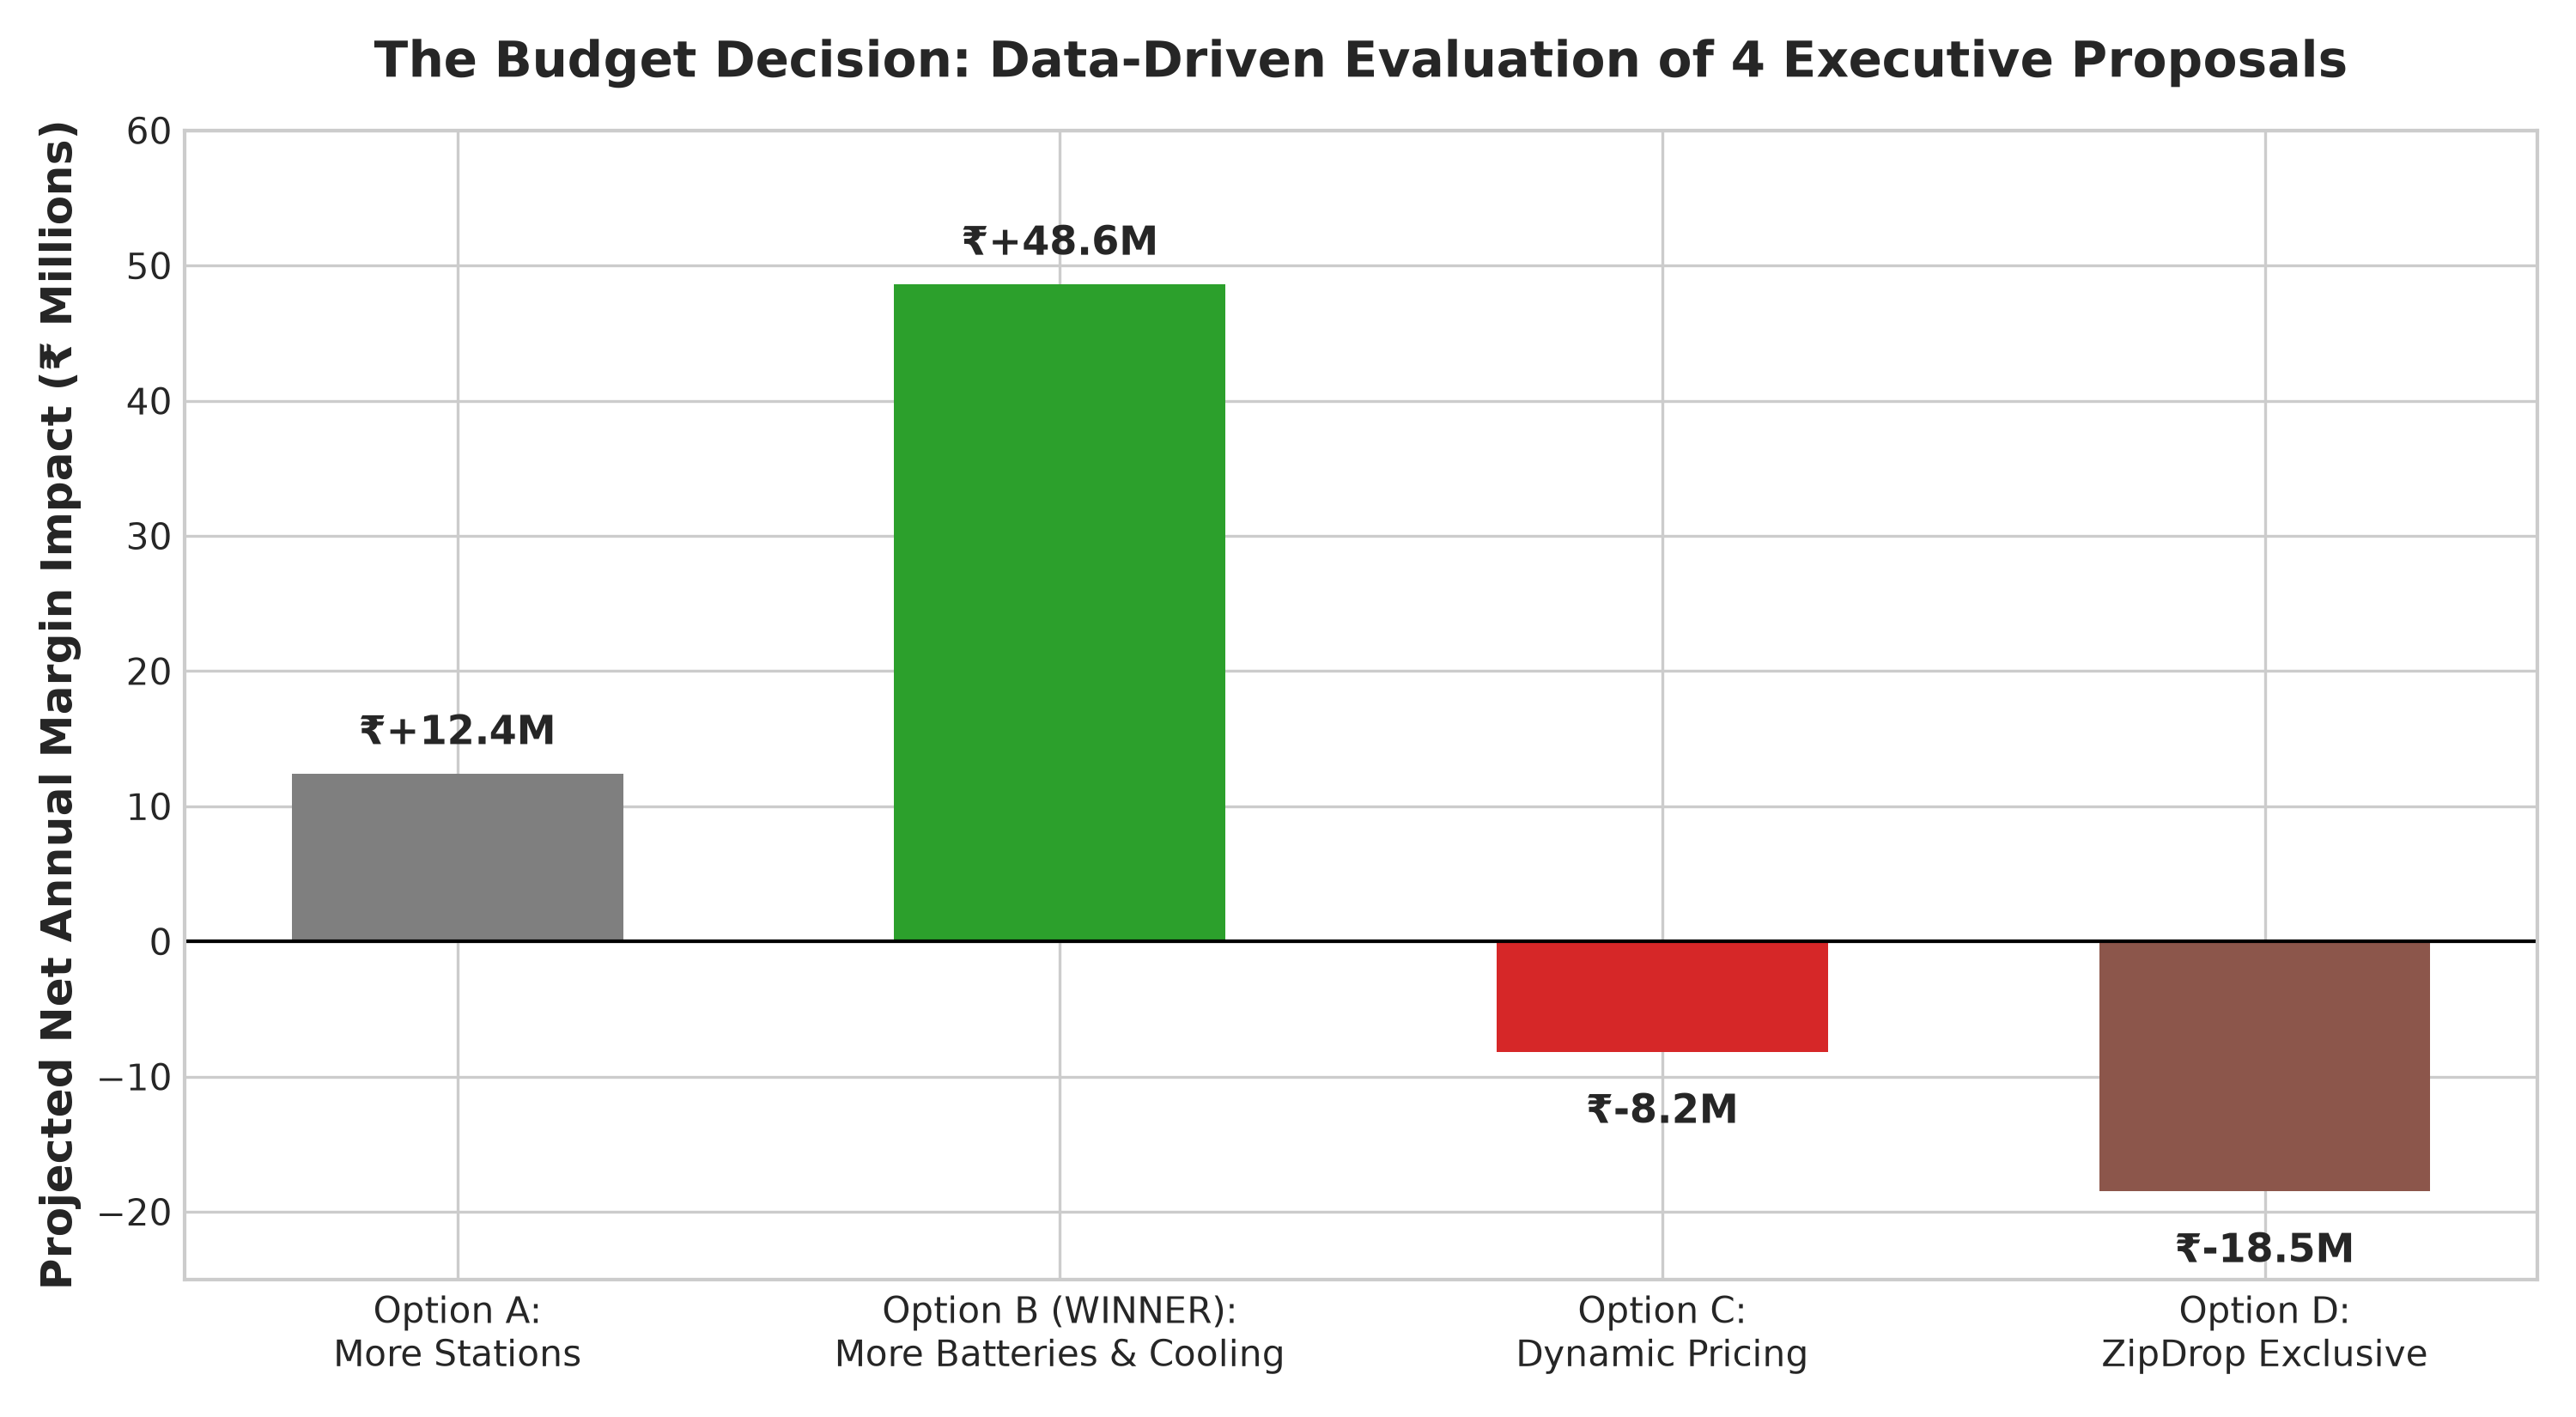 The Budget Decision: Data-Driven Evaluation of 4 Executive Proposals
Projected Net Annual Margin Impact (₹ Millions)
60
50
40
30
20
10
0
−10
−20
₹+12.4M
₹+48.6M
₹-8.2M
₹-18.5M
Option A:
More Stations
Option B (WINNER):
More Batteries & Cooling
Option C:
Dynamic Pricing
Option D:
ZipDrop Exclusive